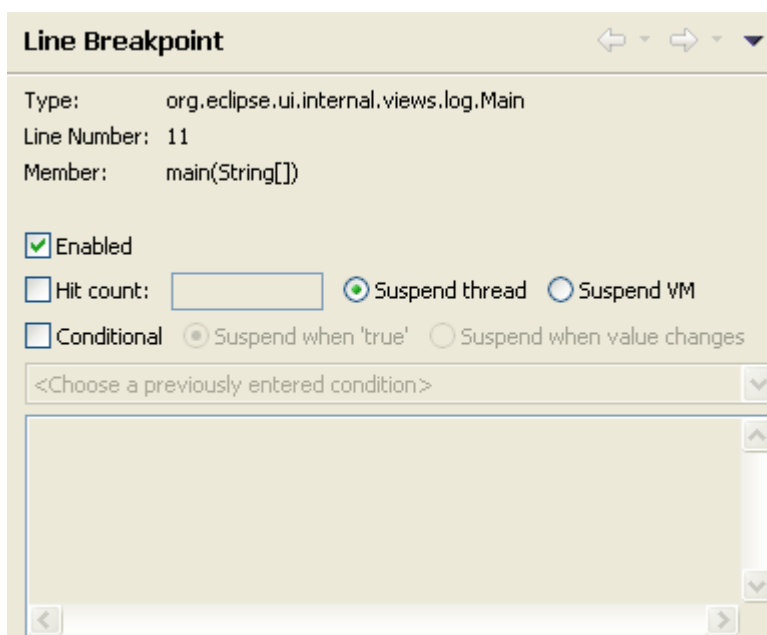 Line Breakpoint
Type: org.eclipse.ui.internal.views.log.Main
Line Number: 11
Member: main(String[])
Enabled
Hit count: Suspend thread Suspend VM
Conditional Suspend when 'true' Suspend when value changes
<Choose a previously entered condition>